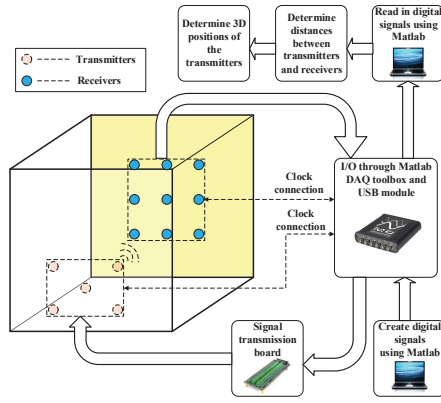 Determine 3D
positions of
the
transmitters
Determine
distances
between
transmitters
and receivers
Read in digital
signals using
Matlab
Transmitters
Receivers
I/O through Matlab
DAQ toolbox and
USB module
Clock
connection
Clock
connection
Signal
transmission
board
Create digital
signals
using Matlab